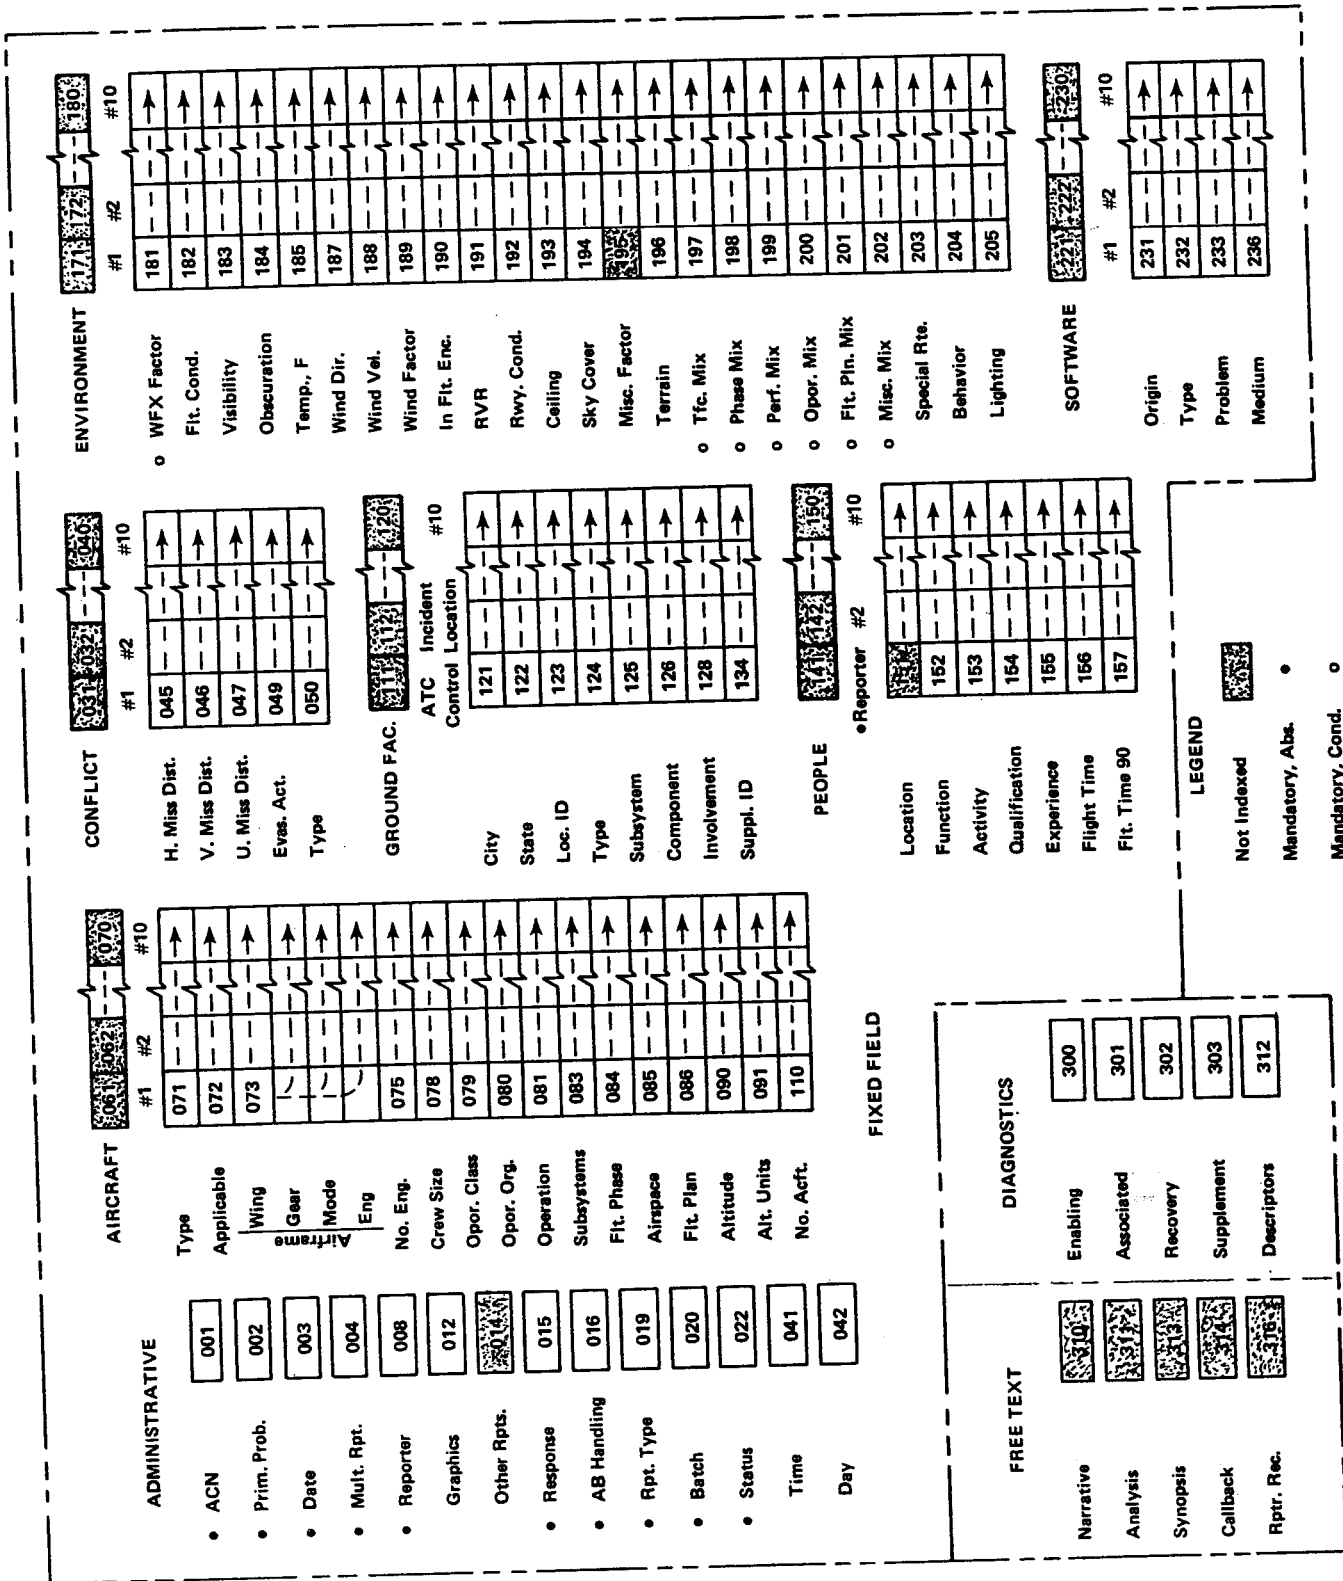 ADMINISTRATIVE
• ACN 001
• Prim. Prob. 002
• Date 003
• Mult. Rpt. 004
• Reporter 008
Graphics 012
Other Rpts. 014
• Response 015
• AB Handling 016
• Rpt. Type 019
• Batch 020
• Status 022
Time 041
Day 042
AIRCRAFT 061 062 070
#1 #2 #10
Type 071
Applicable 072
Airframe
Wing 073
Gear
Mode
Eng
No. Eng. 075
Crew Size 078
Opor. Class 079
Opor. Org. 080
Operation 081
Subsystems 083
Flt. Phase 084
Airspace 085
Flt. Plan 086
Altitude 090
Alt. Units 091
No. Acft. 110
CONFLICT 031 032 040
#1 #2 #10
H. Miss Dist. 045
V. Miss Dist. 046
U. Miss Dist. 047
Evas. Act. 049
Type 050
GROUND FAC. 111 112 120
ATC Incident
Control Location #10
City 121
State 122
Loc. ID 123
Type 124
Subsystem 125
Component 126
Involvement 128
Suppl. ID 134
PEOPLE 141 142 150
•Reporter #2 #10
Location 151
Function 152
Activity 153
Qualification 154
Experience 155
Flight Time 156
Flt. Time 90 157
ENVIRONMENT 171 172 180
#1 #2 #10
o WFX Factor 181
Flt. Cond. 182
Visibility 183
Obscuration 184
Temp., F 185
Wind Dir. 187
Wind Vel. 188
Wind Factor 189
In Flt. Enc. 190
RVR 191
Rwy. Cond. 192
Ceiling 193
Sky Cover 194
Misc. Factor 195
Terrain 196
o Tfc. Mix 197
o Phase Mix 198
o Perf. Mix 199
o Opor. Mix 200
o Flt. Pln. Mix 201
o Misc. Mix 202
Special Rte. 203
Behavior 204
Lighting 205
SOFTWARE 221 222 230
#1 #2 #10
Origin 231
Type 232
Problem 233
Medium 236
FIXED FIELD
FREE TEXT
Narrative 310
Analysis 311
Synopsis 313
Callback 314
Rptr. Rec. 316
DIAGNOSTICS
Enabling 300
Associated 301
Recovery 302
Supplement 303
Descriptors 312
LEGEND
Not Indexed
Mandatory, Abs. •
Mandatory, Cond. o